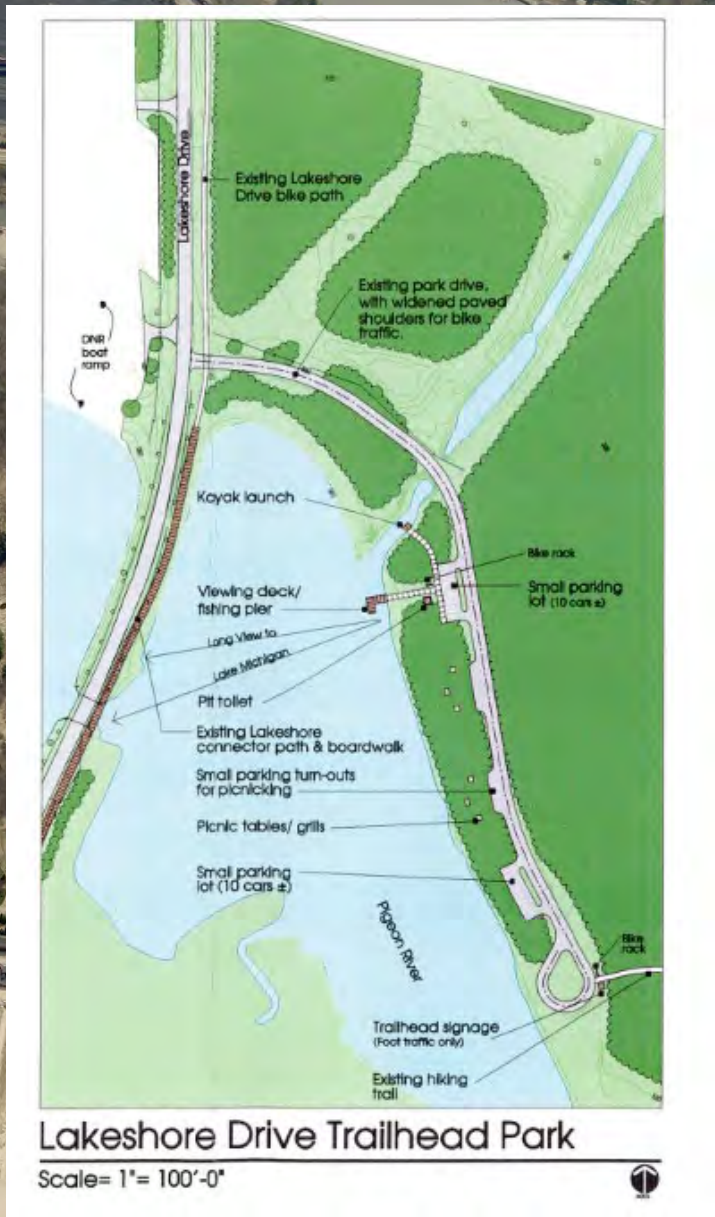 Lakeshore Drive
Existing Lakeshore
Drive bike path
Existing park drive,
with widened paved
shoulders for bike
traffic.
DNR
boat
ramp
Kayak launch
Bike rack
Small parking
lot (10 cars ±)
Viewing deck/
fishing pier
Long View to
Lake Michigan
Pit toilet
Existing Lakeshore
connector path & boardwalk
Small parking turn-outs
for picnicking
Picnic tables/ grills
Small parking
lot (10 cars ±)
Pigeon River
Bike
rack
Trailhead signage
(Foot traffic only)
Existing hiking
trail
Lakeshore Drive Trailhead Park
Scale= 1"= 100'-0"